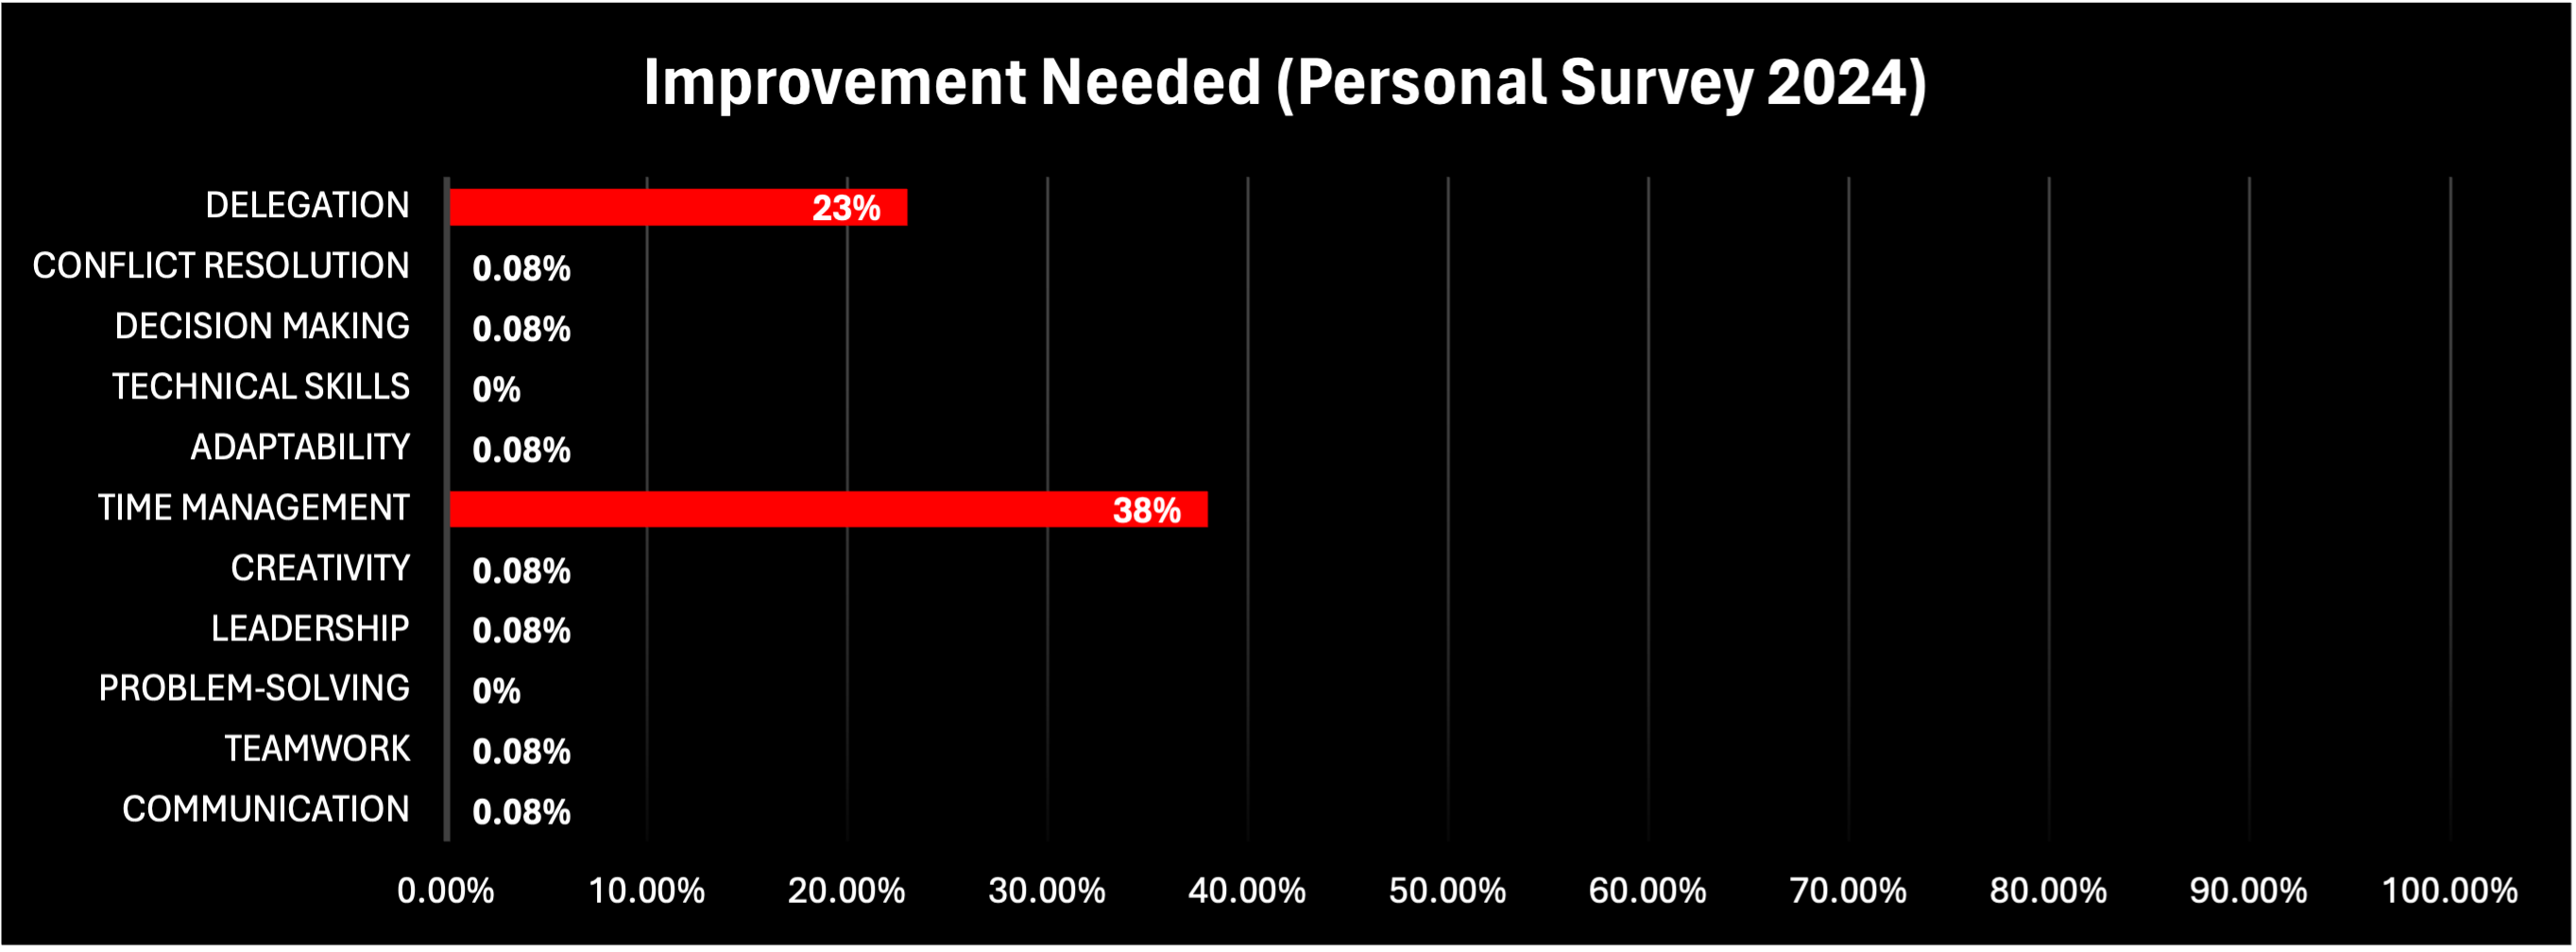 Improvement Needed (Personal Survey 2024)
DELEGATION 23%
CONFLICT RESOLUTION 0.08%
DECISION MAKING 0.08%
TECHNICAL SKILLS 0%
ADAPTABILITY 0.08%
TIME MANAGEMENT 38%
CREATIVITY 0.08%
LEADERSHIP 0.08%
PROBLEM-SOLVING 0%
TEAMWORK 0.08%
COMMUNICATION 0.08%
0.00% 10.00% 20.00% 30.00% 40.00% 50.00% 60.00% 70.00% 80.00% 90.00% 100.00%